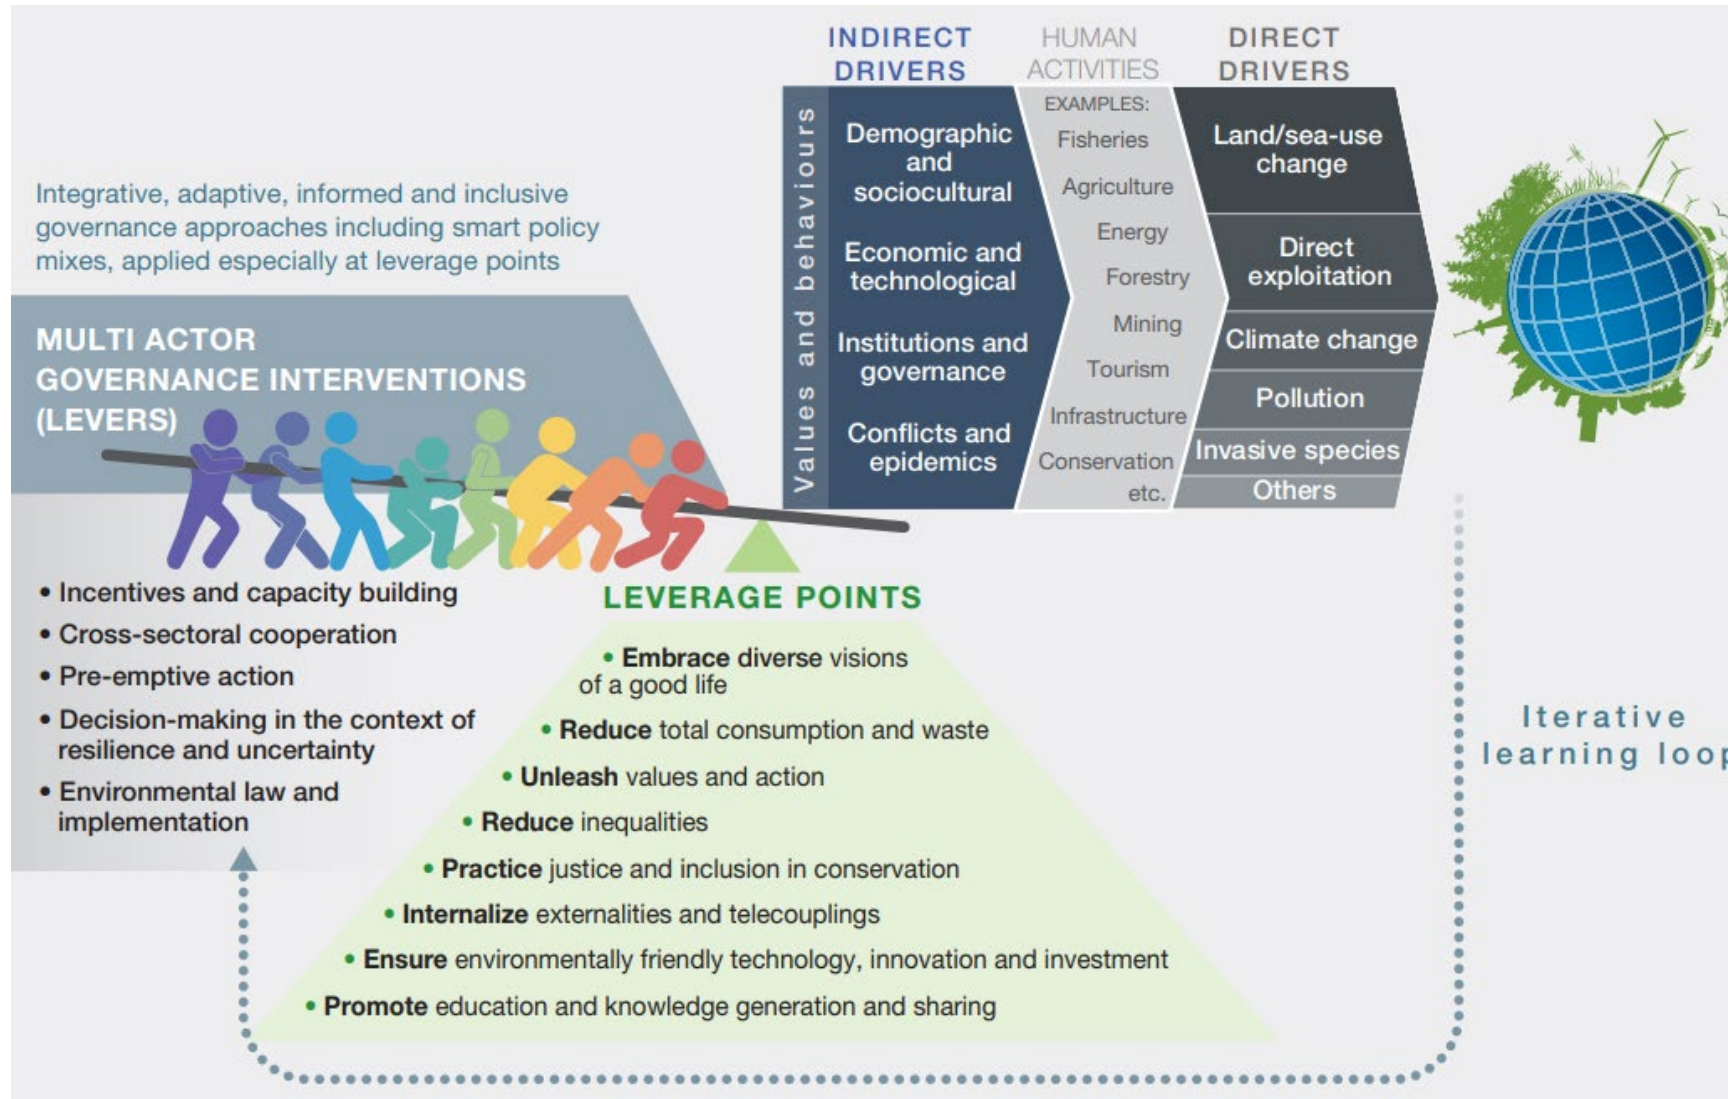 Integrative, adaptive, informed and inclusive
governance approaches including smart policy
mixes, applied especially at leverage points
MULTI ACTOR
GOVERNANCE INTERVENTIONS
(LEVERS)
• Incentives and capacity building
• Cross-sectoral cooperation
• Pre-emptive action
• Decision-making in the context of
resilience and uncertainty
• Environmental law and
implementation
INDIRECT
DRIVERS
Values and behaviours
Demographic
and
sociocultural
Economic and
technological
Institutions and
governance
Conflicts and
epidemics
HUMAN
ACTIVITIES
EXAMPLES:
Fisheries
Agriculture
Energy
Forestry
Mining
Tourism
Infrastructure
Conservation
etc.
DIRECT
DRIVERS
Land/sea-use
change
Direct
exploitation
Climate change
Pollution
Invasive species
Others
LEVERAGE POINTS
• Embrace diverse visions
of a good life
• Reduce total consumption and waste
• Unleash values and action
• Reduce inequalities
• Practice justice and inclusion in conservation
• Internalize externalities and telecouplings
• Ensure environmentally friendly technology, innovation and investment
• Promote education and knowledge generation and sharing
Iterative
learning loop